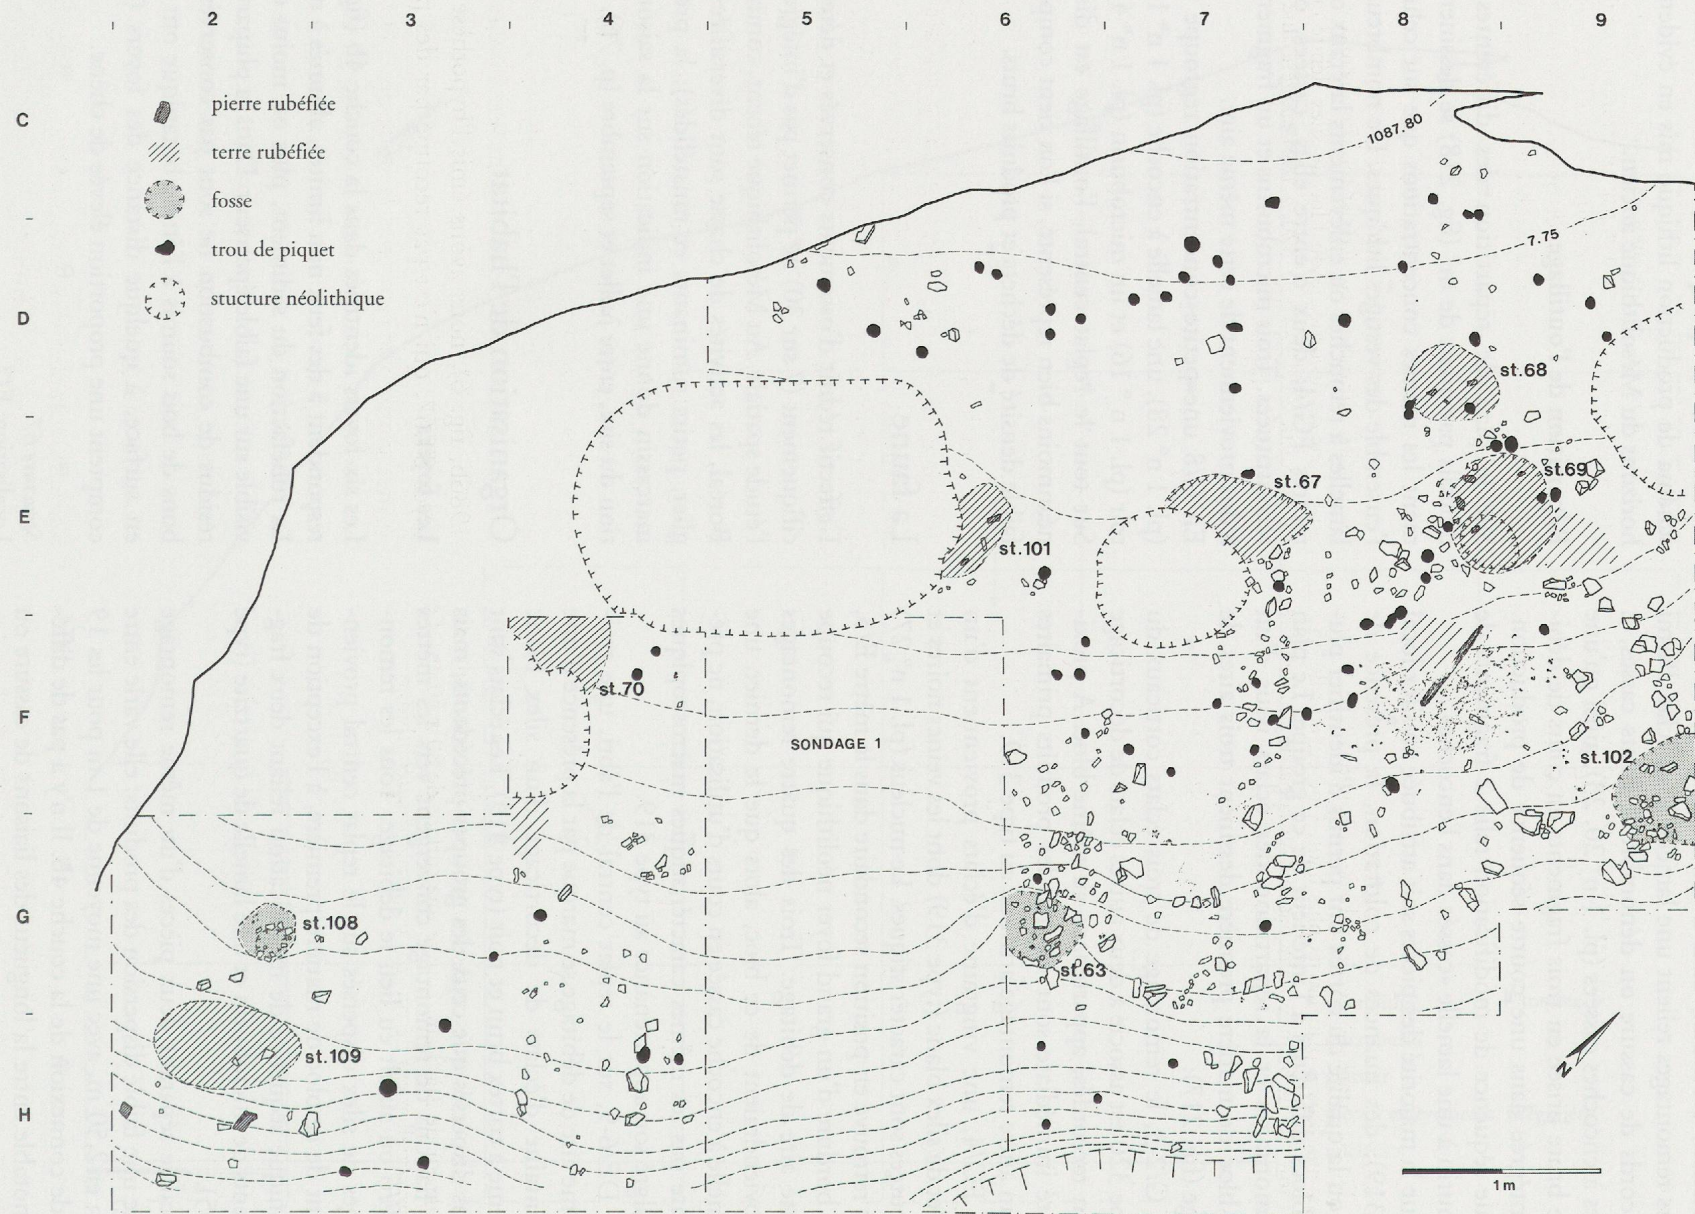 2 3 4 5 6 7 8 9
C
D
E
F
G
H
pierre rubéfiée
terre rubéfiée
fosse
trou de piquet
stucture néolithique
1087.80
7.75
st.68
st.69
st.67
st.101
st.70
SONDAGE 1
st.102
st.108
st.63
st.109
N
1m